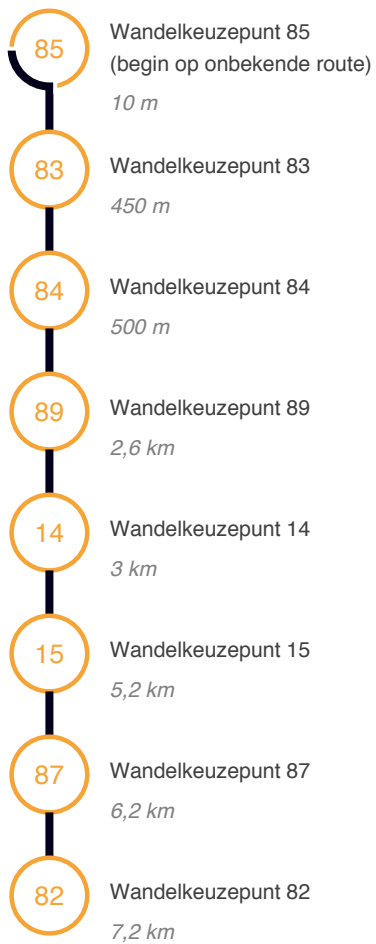 85
Wandelkeuzepunt 85
(begin op onbekende route)
10 m
83
Wandelkeuzepunt 83
450 m
84
Wandelkeuzepunt 84
500 m
89
Wandelkeuzepunt 89
2,6 km
14
Wandelkeuzepunt 14
3 km
15
Wandelkeuzepunt 15
5,2 km
87
Wandelkeuzepunt 87
6,2 km
82
Wandelkeuzepunt 82
7,2 km